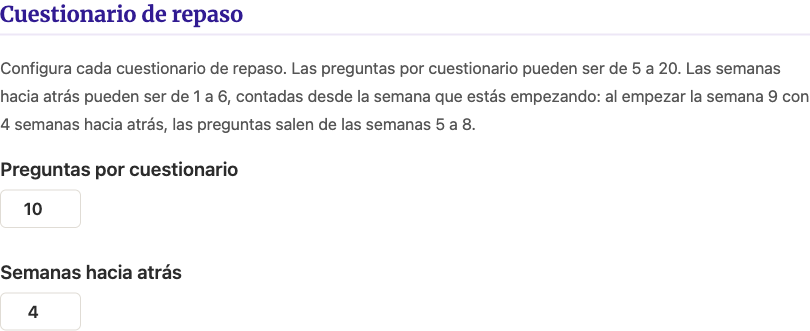 Cuestionario de repaso
Configura cada cuestionario de repaso. Las preguntas por cuestionario pueden ser de 5 a 20. Las semanas
hacia atrás pueden ser de 1 a 6, contadas desde la semana que estás empezando: al empezar la semana 9 con
4 semanas hacia atrás, las preguntas salen de las semanas 5 a 8.
Preguntas por cuestionario
10
Semanas hacia atrás
4